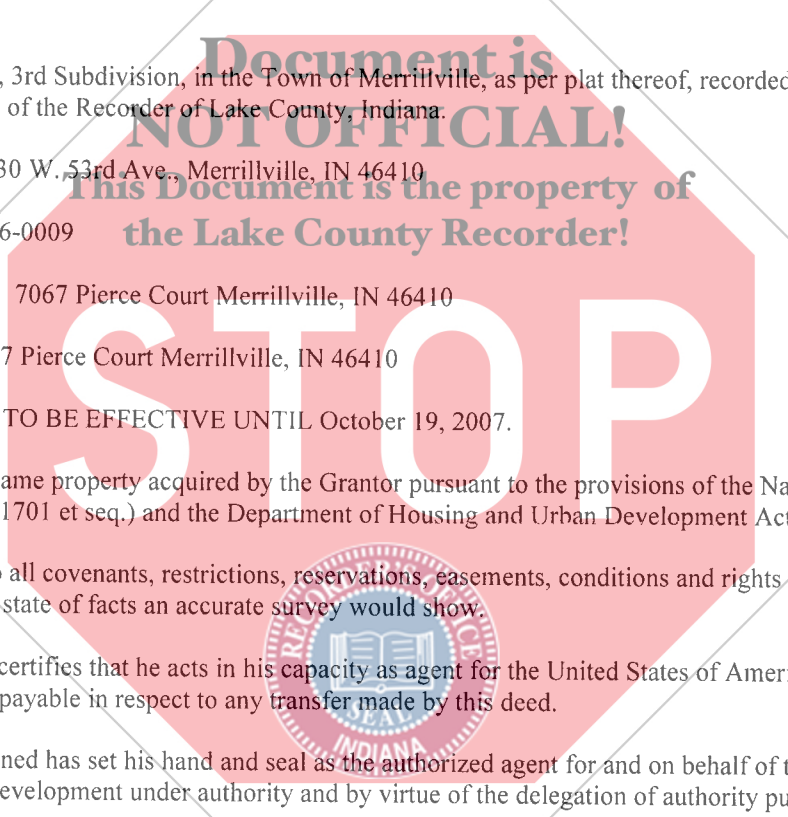 Document is
, 3rd Subdivision, in the Town of Merrillville, as per plat thereof, recorded
of the Recorder of Lake County, Indiana.
NOT OFFICIAL!
30 W. 53rd Ave., Merrillville, IN 46410
This Document is the property of
6-0009
the Lake County Recorder!
7067 Pierce Court Merrillville, IN 46410
7 Pierce Court Merrillville, IN 46410
STOP
TO BE EFFECTIVE UNTIL October 19, 2007.
ame property acquired by the Grantor pursuant to the provisions of the Na
1701 et seq.) and the Department of Housing and Urban Development Act
all covenants, restrictions, reservations, easements, conditions and rights
state of facts an accurate survey would show.
RECORDER'S OFFICE
certifies that he acts in his capacity as agent for the United States of Ameri
payable in respect to any transfer made by this deed.
SEAL
INDIANA
ned has set his hand and seal as the authorized agent for and on behalf of t
evelopment under authority and by virtue of the delegation of authority pu